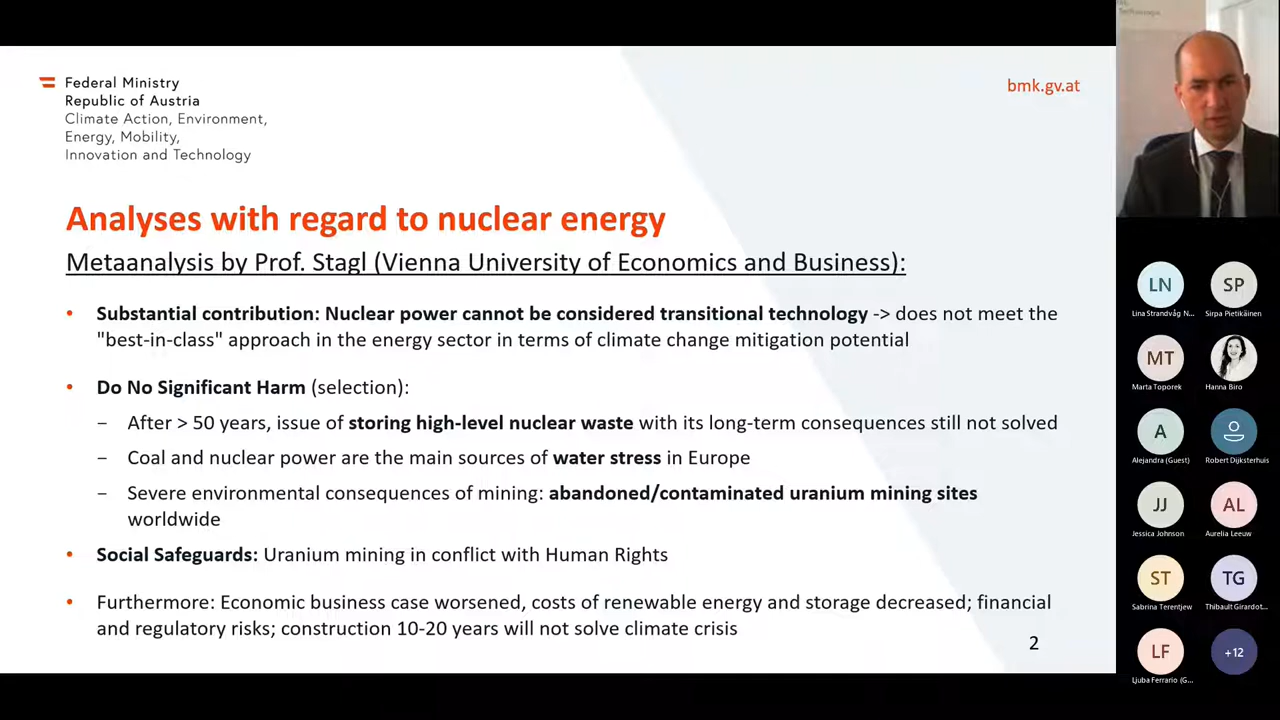 Federal Ministry
Republic of Austria
Climate Action, Environment,
Energy, Mobility,
Innovation and Technology
bmk.gv.at
Analyses with regard to nuclear energy
Metaanalysis by Prof. Stagl (Vienna University of Economics and Business):
• Substantial contribution: Nuclear power cannot be considered transitional technology -> does not meet the
"best-in-class" approach in the energy sector in terms of climate change mitigation potential
• Do No Significant Harm (selection):
− After > 50 years, issue of storing high-level nuclear waste with its long-term consequences still not solved
− Coal and nuclear power are the main sources of water stress in Europe
− Severe environmental consequences of mining: abandoned/contaminated uranium mining sites
worldwide
• Social Safeguards: Uranium mining in conflict with Human Rights
• Furthermore: Economic business case worsened, costs of renewable energy and storage decreased; financial
and regulatory risks; construction 10-20 years will not solve climate crisis
2
LN
Lina Strandvåg N...
SP
Sirpa Pietikäinen
MT
Marta Toporek
Hanna Biro
A
Alejandra (Guest)
Robert Dijksterhuis
JJ
Jessica Johnson
AL
Aurelia Leeuw
ST
Sabrina Terentjew
TG
Thibault Girardot...
LF
Ljuba Ferrario (G...
+12